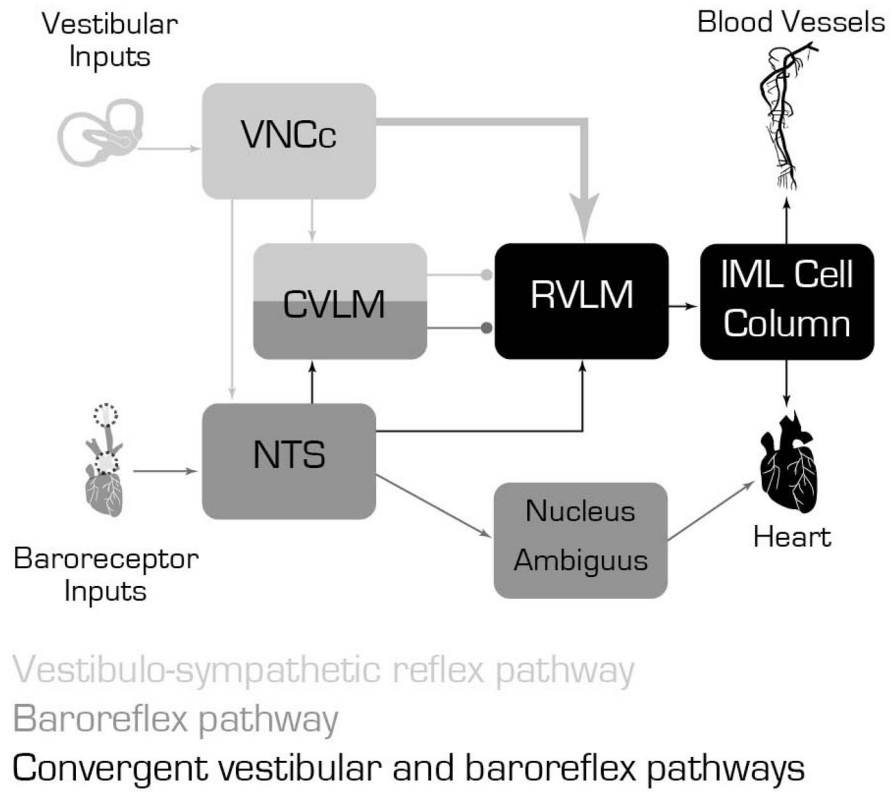 Vestibular
Inputs
Blood Vessels
VNCc
CVLM
RVLM
IML Cell
Column
NTS
Nucleus
Ambiguus
Heart
Baroreceptor
Inputs
Vestibulo-sympathetic reflex pathway
Baroreflex pathway
Convergent vestibular and baroreflex pathways